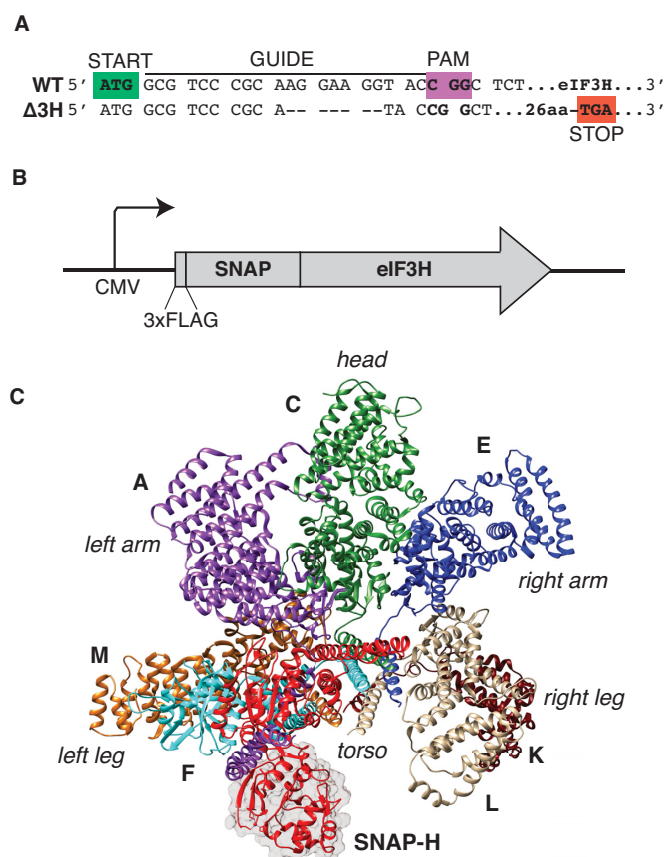 A
START GUIDE PAM
WT 5′ ATG GCG TCC CGC AAG GAA GGT ACC GGC TCT...eIF3H...3′
Δ3H ATG GCG TCC CGC A---- ---TA CCG GCT...26aa-TGA...3′
STOP
B
SNAP eIF3H
CMV
3xFLAG
C
head
C
E
A
left arm
right arm
M
right leg
left leg
torso
K
F
L
SNAP-H